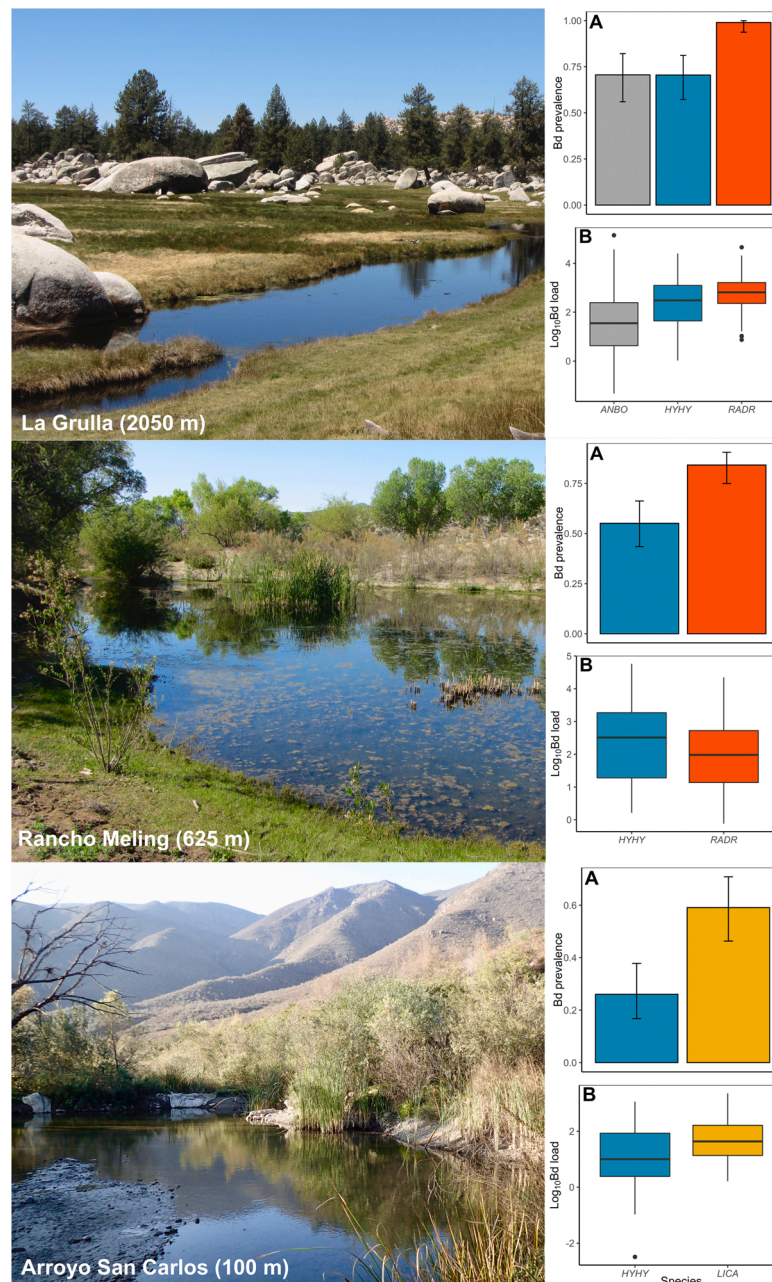 A
Bd prevalence
1.00
0.75
0.50
0.25
0.00
B
Log10Bd load
4
2
0
ANBO HYHY RADR
La Grulla (2050 m)
A
Bd prevalence
0.75
0.50
0.25
0.00
B
Log10Bd load
5
4
3
2
1
0
HYHY RADR
Rancho Meling (625 m)
A
Bd prevalence
0.6
0.4
0.2
0.0
B
Log10Bd load
2
0
-2
HYHY LICA
Species
Arroyo San Carlos (100 m)